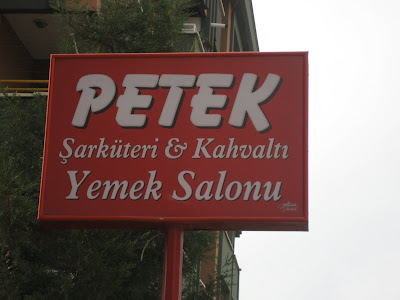 PETEK
Şarküteri & Kahvaltı
Yemek Salonu